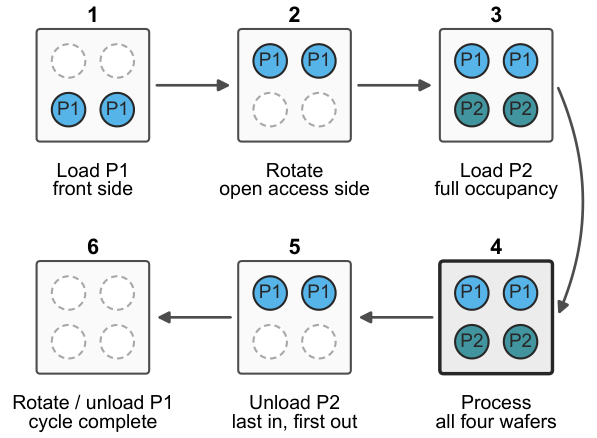 1
2
3
P1 P1
P1 P1
P1 P1
P2 P2
Load P1
front side
Rotate
open access side
Load P2
full occupancy
6
5
4
P1 P1
P1 P1
P2 P2
Rotate / unload P1
cycle complete
Unload P2
last in, first out
Process
all four wafers